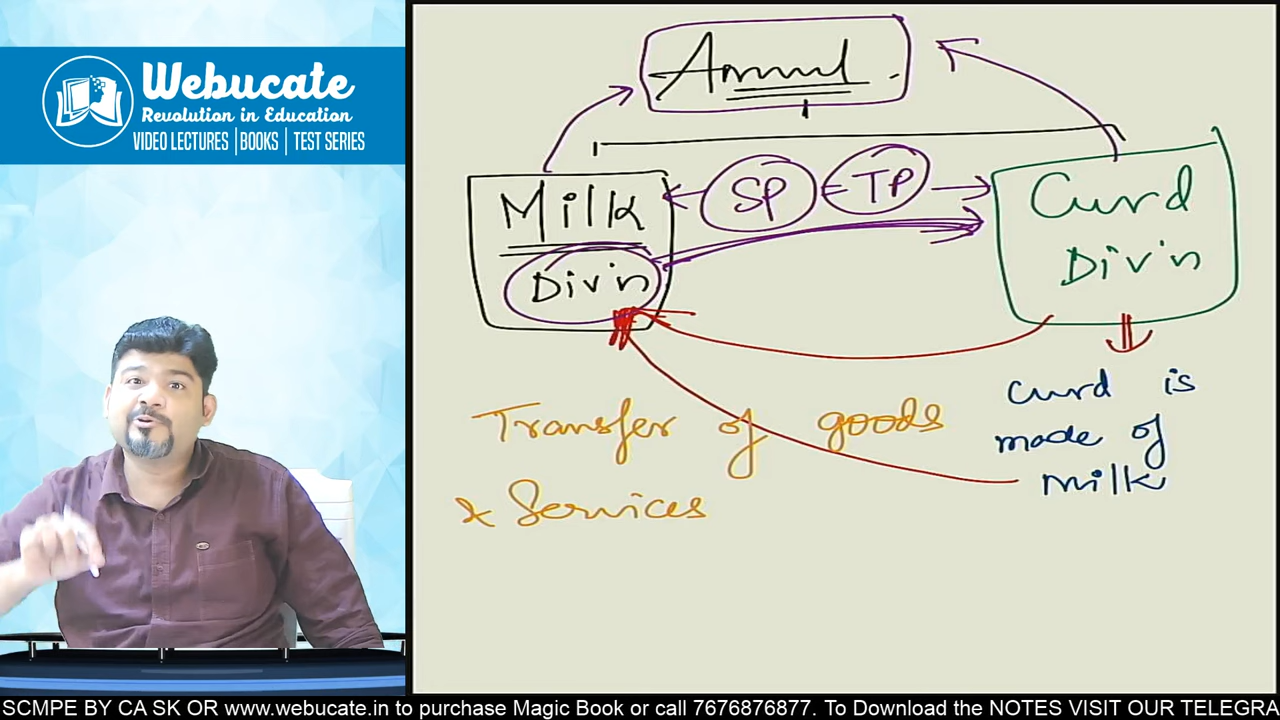 Webucate
Revolution in Education
VIDEO LECTURES | BOOKS | TEST SERIES
Amul.
Milk
Div'n
SP
TP
Curd
Div'n
Curd is
made of
Milk
Transfer of goods
& Services
SCMPE BY CA SK OR www.webucate.in to purchase Magic Book or call 7676876877. To Download the NOTES VISIT OUR TELEGRA